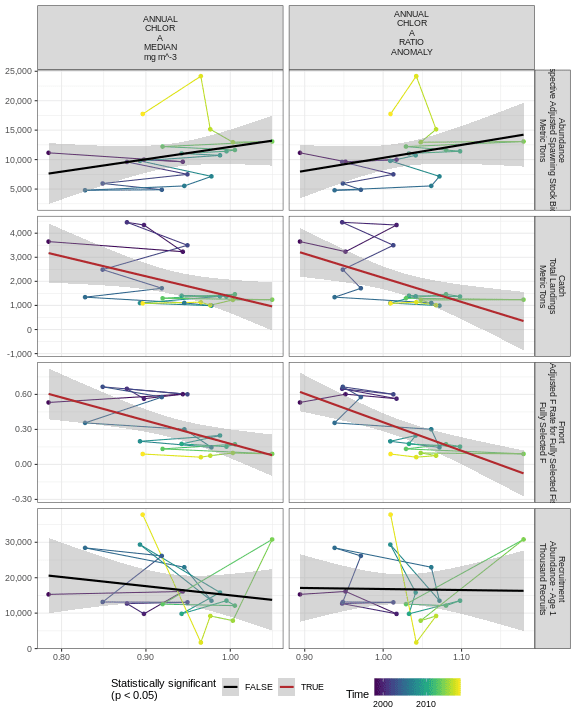 ANNUAL
CHLOR
A
MEDIAN
mg m^-3
ANNUAL
CHLOR
A
RATIO
ANOMALY
25,000
20,000
15,000
10,000
5,000
Abundance
Adjusted Spawning Stock
Metric Tons
4,000
3,000
2,000
1,000
0
-1,000
Catch
Total Landings
Metric Tons
0.60
0.30
0.00
-0.30
Fmort
Adjusted F Rate for Fully Selected
Fully Selected F
30,000
20,000
10,000
0
Recruitment
Abundance - Age 1
Thousand Recruits
0.80
0.90
1.00
0.90
1.00
1.10
Statistically significant
(p < 0.05)
FALSE
TRUE
Time
2000
2010